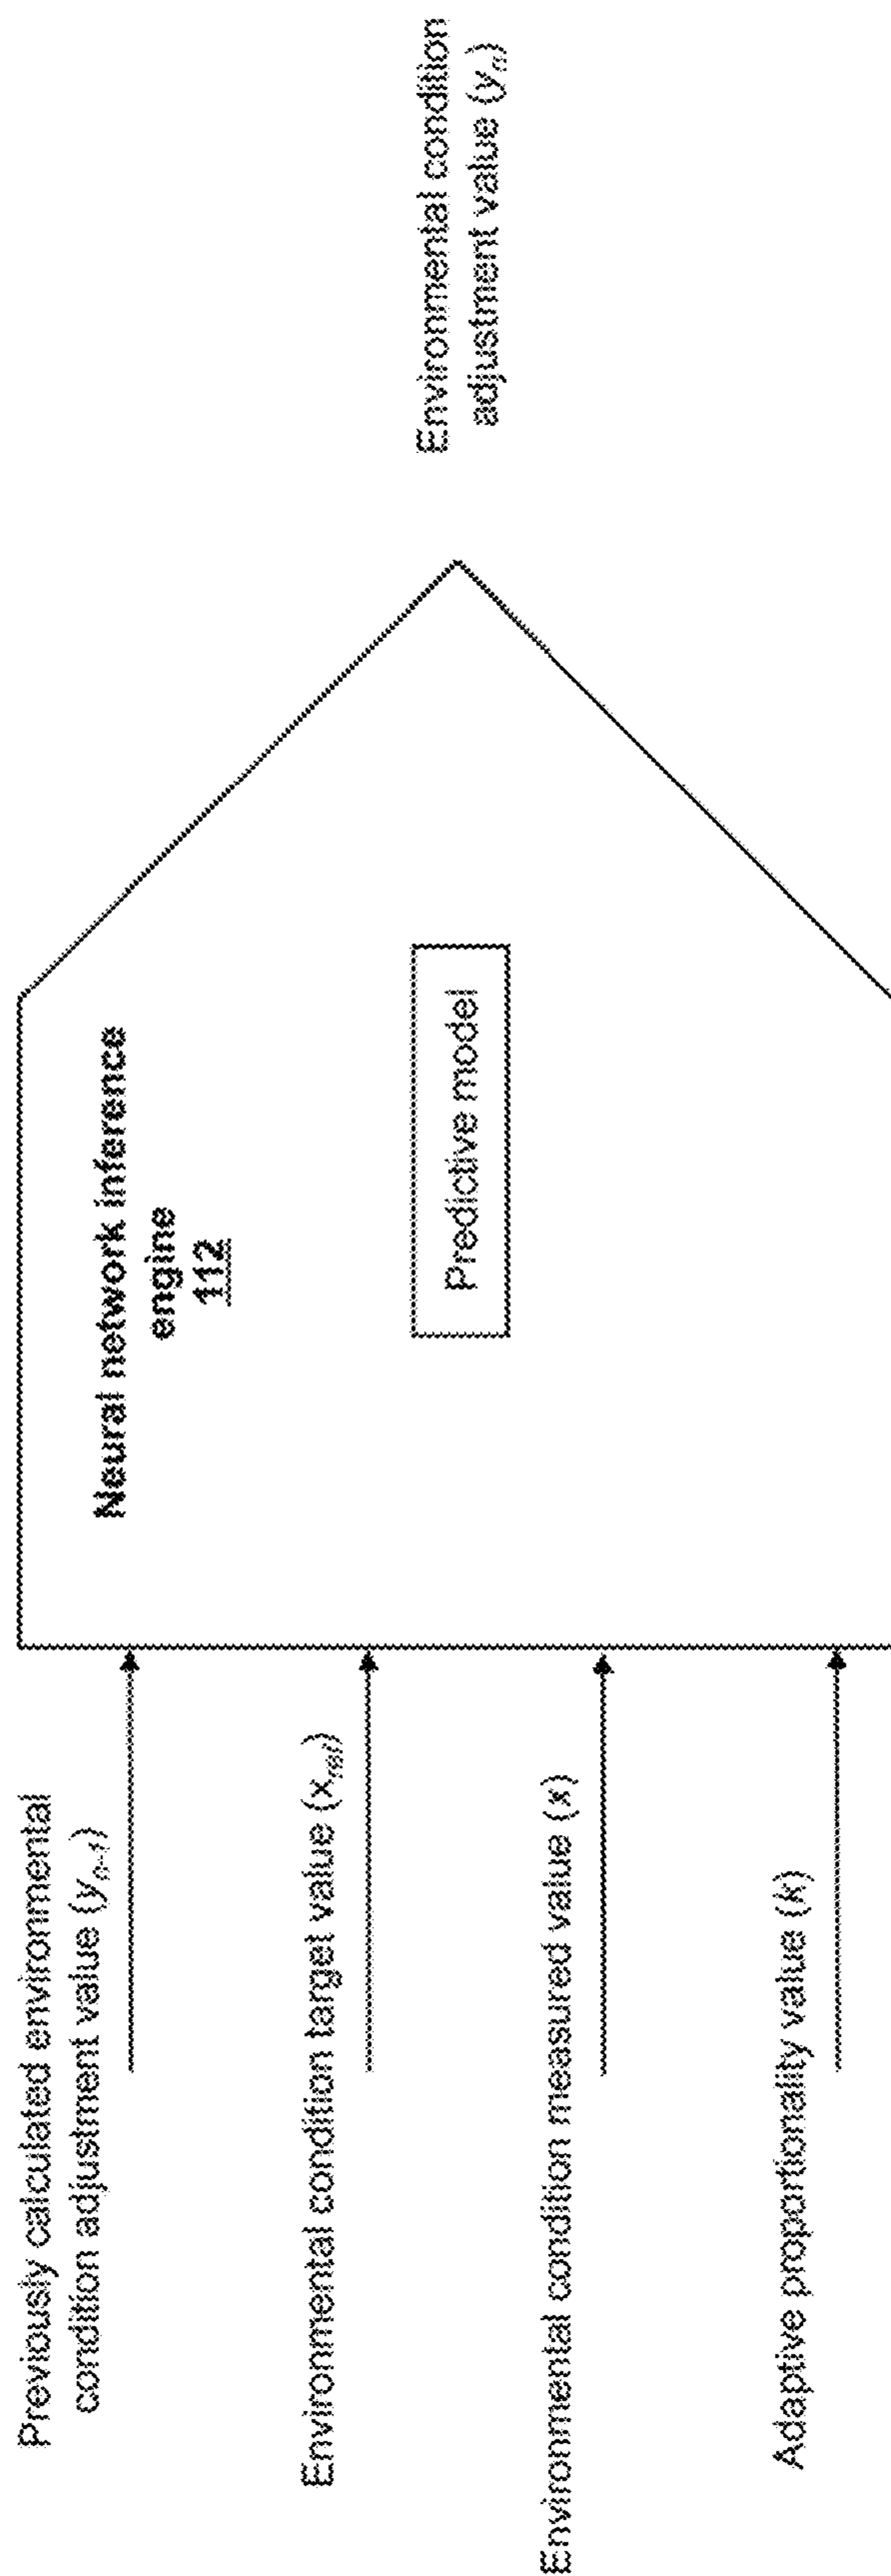 Previously calculated environmental
condition adjustment value (yn-1)
Environmental condition target value (xref)
Environmental condition measured value (x)
Adaptive proportionality value (k)
Neural network inference
engine
112
Predictive model
Environmental condition
adjustment value (yn)